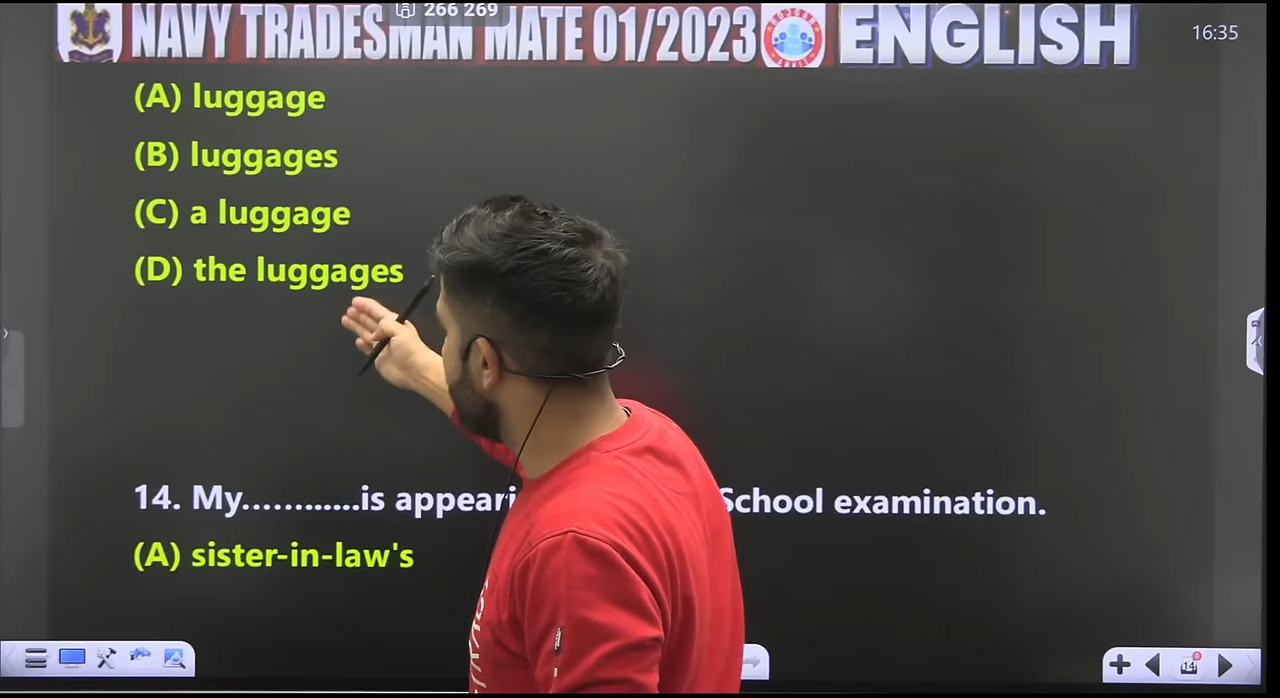 266 269
NAVY TRADESMAN MATE 01/2023 ENGLISH
16:35
(A) luggage
(B) luggages
(C) a luggage
(D) the luggages
14. My............is appeari School examination.
(A) sister-in-law's
14